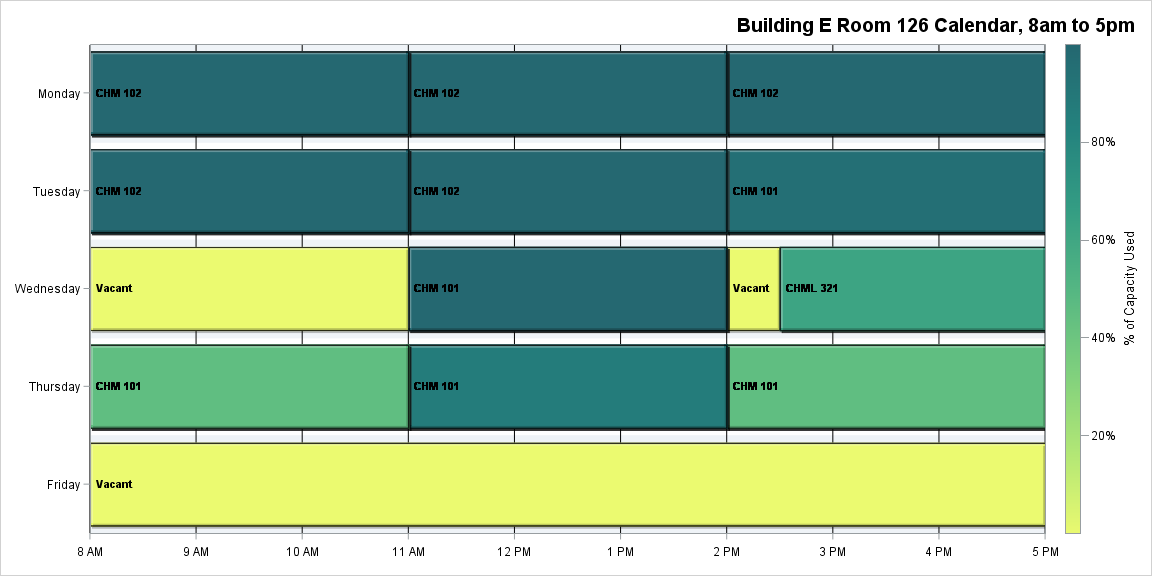 Building E Room 126 Calendar, 8am to 5pm
Monday
CHM 102
CHM 102
CHM 102
Tuesday
CHM 102
CHM 102
CHM 101
Wednesday
Vacant
CHM 101
Vacant
CHML 321
Thursday
CHM 101
CHM 101
CHM 101
Friday
Vacant
8 AM
9 AM
10 AM
11 AM
12 PM
1 PM
2 PM
3 PM
4 PM
5 PM
80%
60%
40%
20%
% of Capacity Used